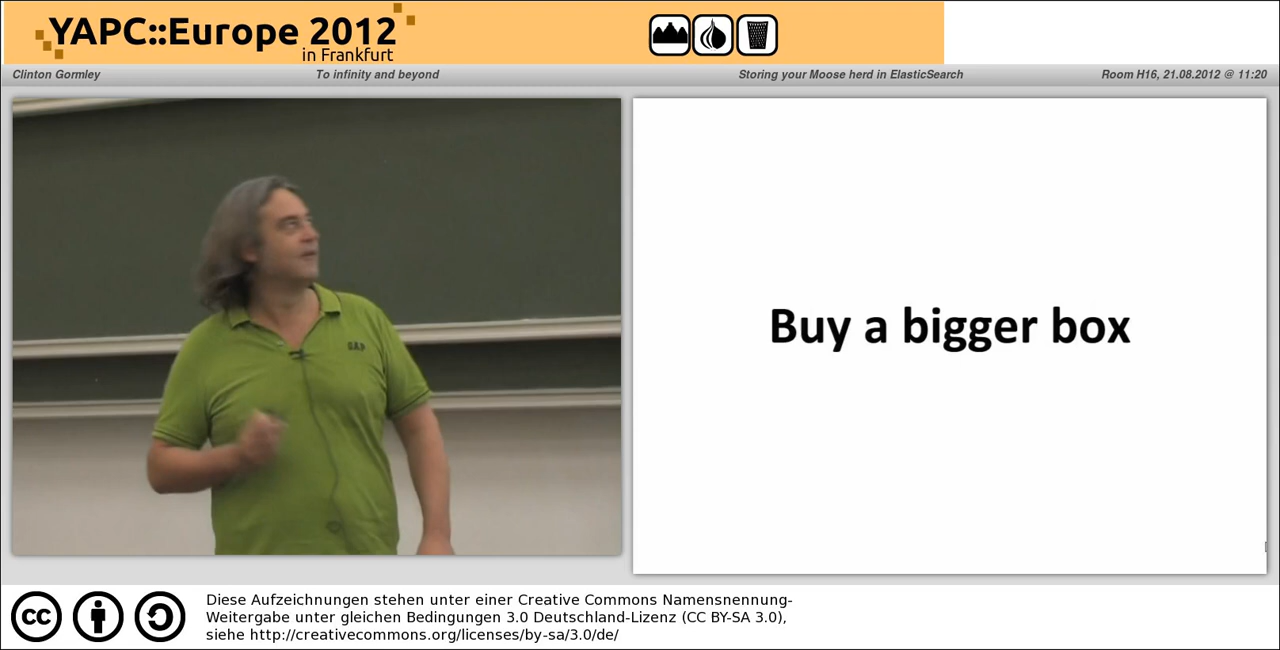 YAPC::Europe 2012
in Frankfurt
Clinton Gormley
To infinity and beyond
Storing your Moose herd in ElasticSearch
Room H16, 21.08.2012 @ 11:20
GAP
Buy a bigger box
cc
Diese Aufzeichnungen stehen unter einer Creative Commons Namensnennung-
Weitergabe unter gleichen Bedingungen 3.0 Deutschland-Lizenz (CC BY-SA 3.0),
siehe http://creativecommons.org/licenses/by-sa/3.0/de/